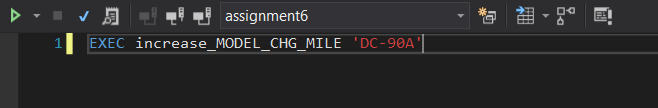 assignment6
1 EXEC increase_MODEL_CHG_MILE 'DC-90A'